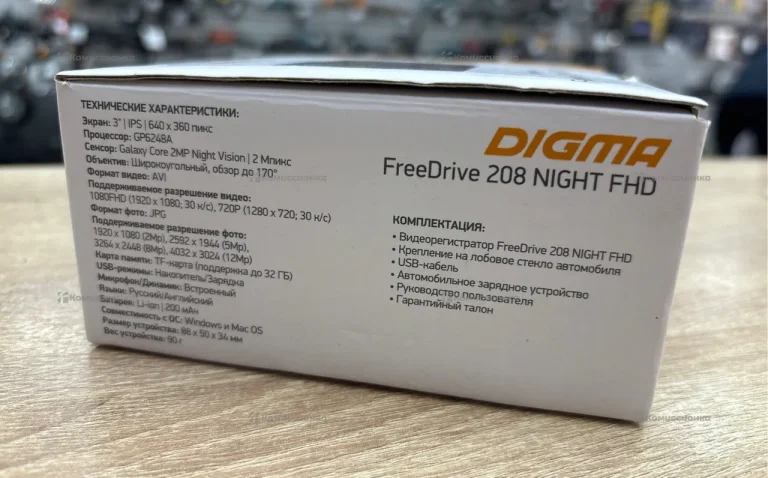 ТЕХНИЧЕСКИЕ ХАРАКТЕРИСТИКИ:
Экран: 3" | IPS | 640 x 360 пикс
Процессор: GP6248A
Сенсор: Galaxy Core 2MP Night Vision | 2 Мпикс
Объектив: Широкоугольный, обзор до 170°
Формат видео: AVI
Поддерживаемое разрешение видео:
1080FHD (1920 x 1080; 30 к/с), 720P (1280 x 720; 30 к/с)
Формат фото: JPG
Поддерживаемое разрешение фото:
1920 x 1080 (2Mp), 2592 x 1944 (5Mp),
3264 x 2448 (8Mp), 4032 x 3024 (12Mp)
Карта памяти: TF-карта (поддержка до 32 ГБ)
USB-режимы: Накопитель/Зарядка
Микрофон/Динамик: Встроенный
Языки: Русский/Английский
Батарея: Li-ion | 200 мАч
Совместимость с ОС: Windows и Mac OS
Размер устройства: 88 x 50 x 34 мм
Вес устройства: 90 г
DIGMA
FreeDrive 208 NIGHT FHD
КОМПЛЕКТАЦИЯ:
• Видеорегистратор FreeDrive 208 NIGHT FHD
• Крепление на лобовое стекло автомобиля
• USB-кабель
• Автомобильное зарядное устройство
• Руководство пользователя
• Гарантийный талон